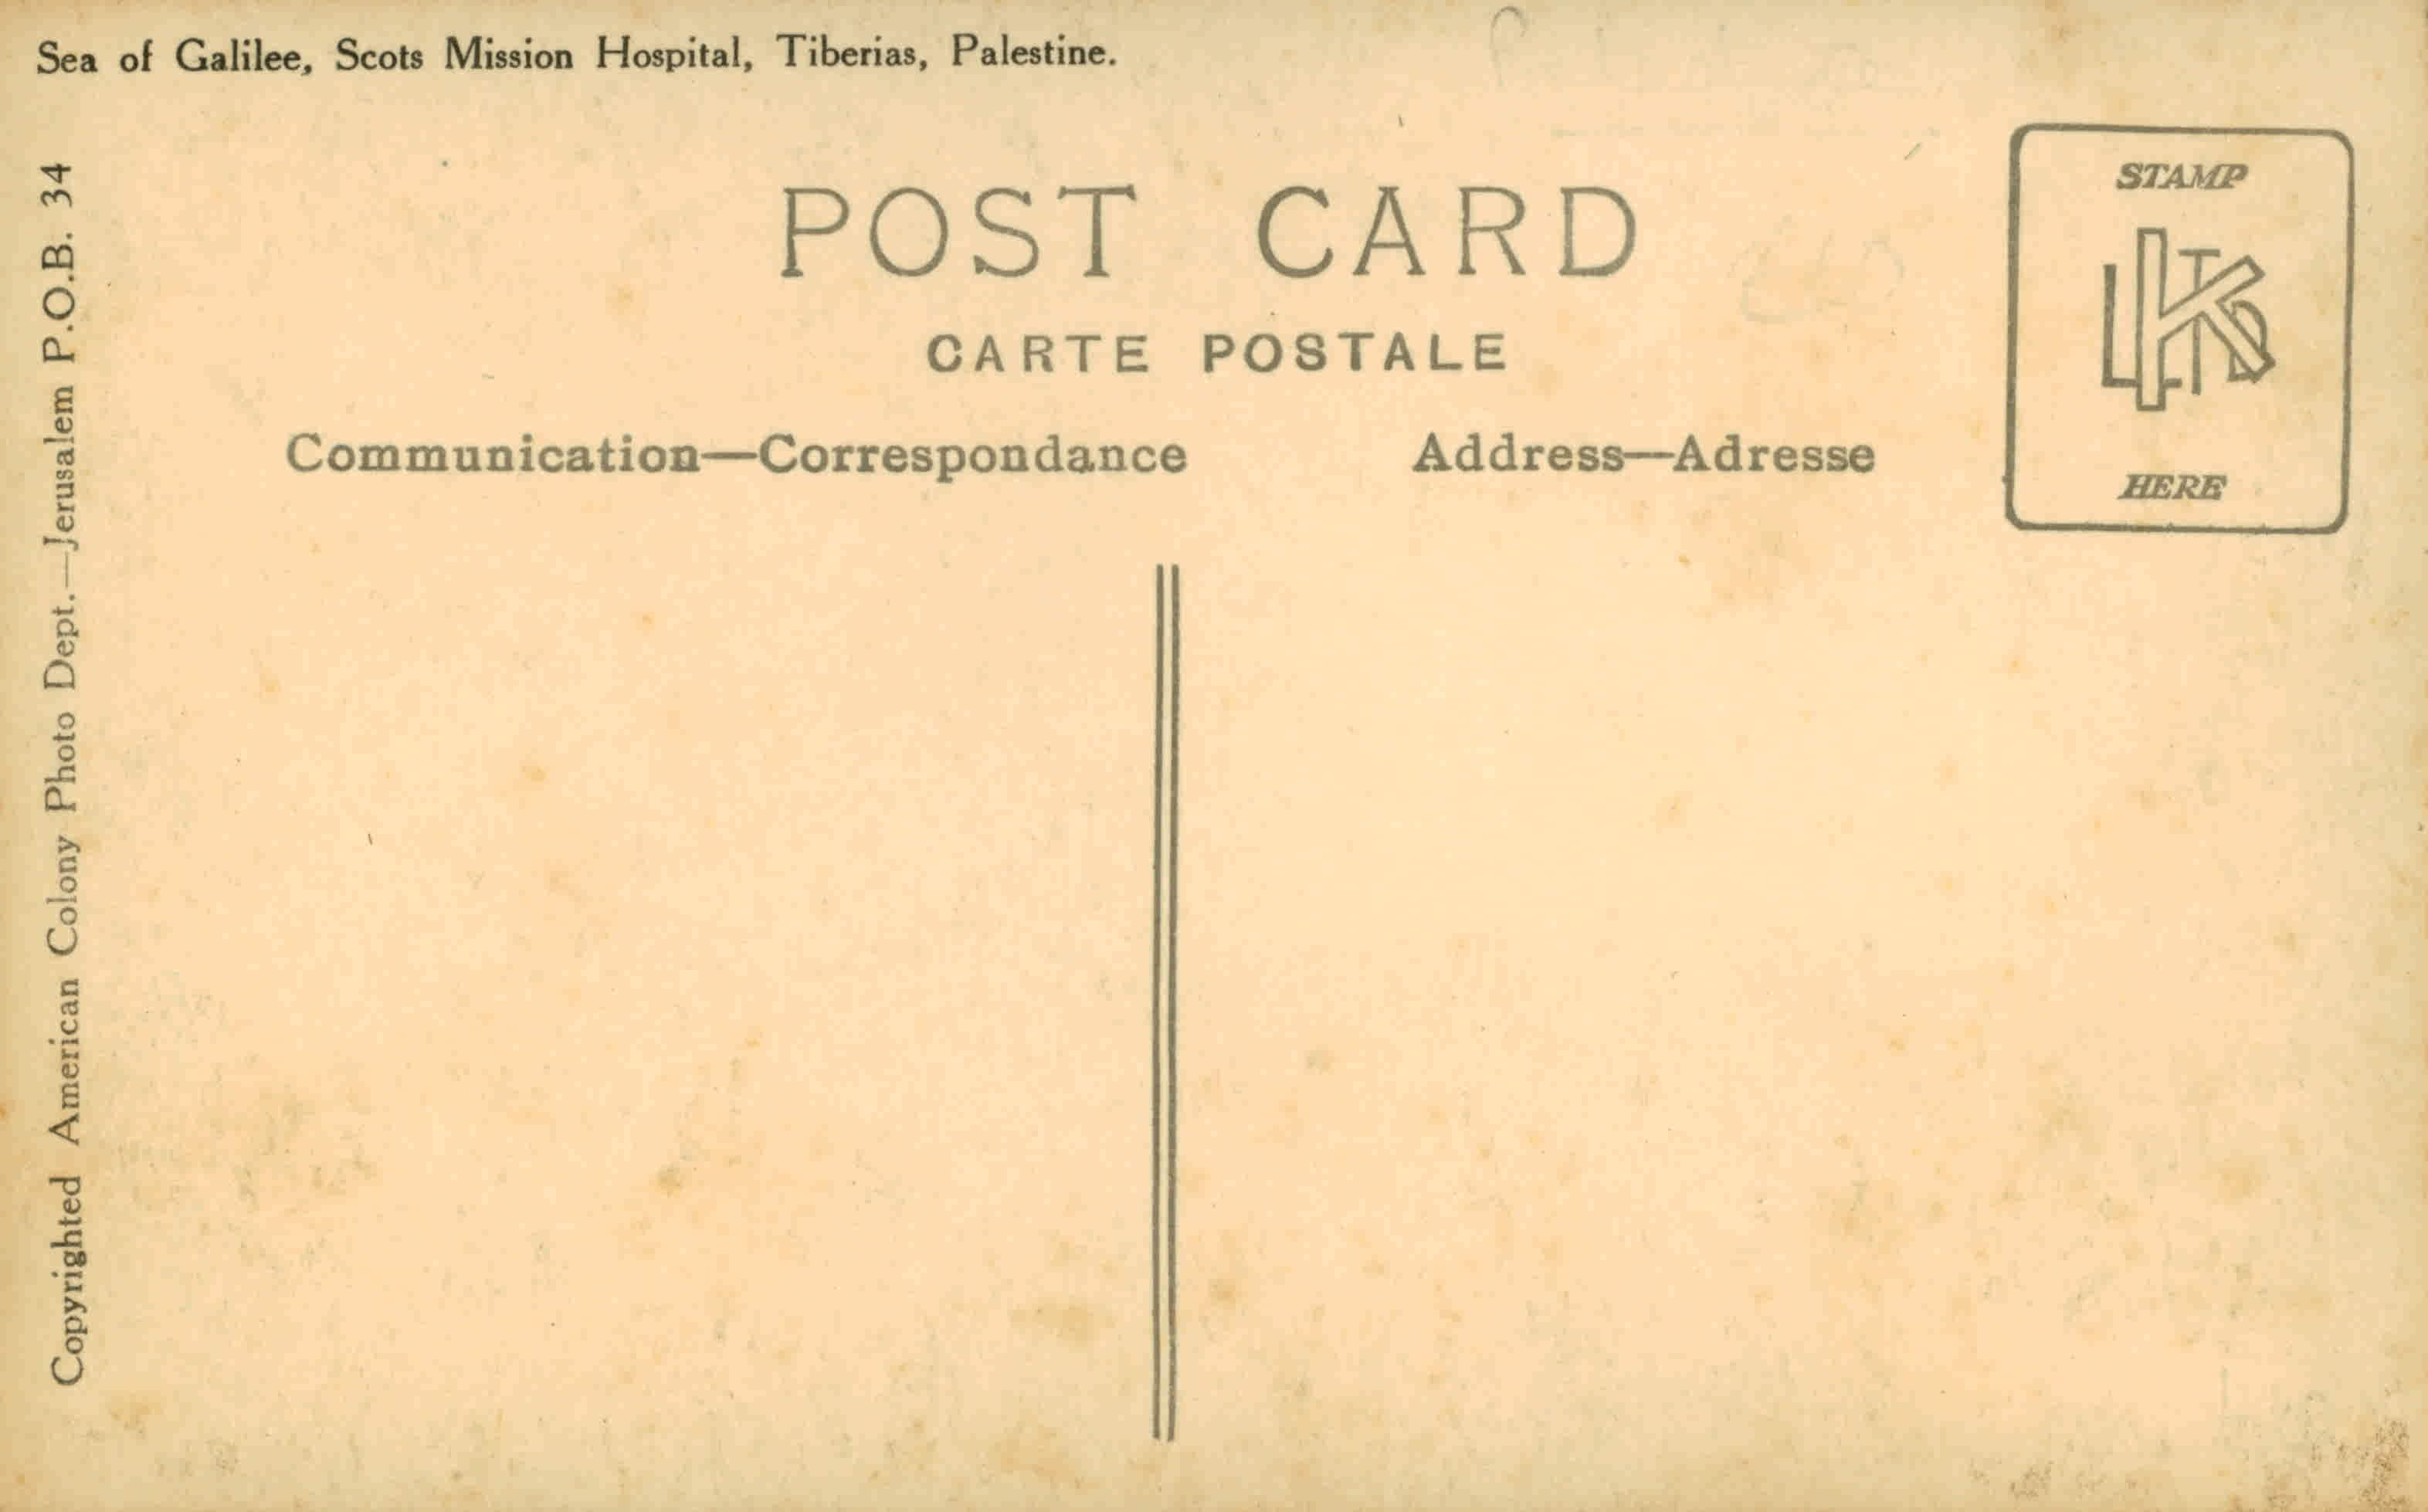 Sea of Galilee, Scots Mission Hospital, Tiberias, Palestine.
Copyrighted American Colony Photo Dept.—Jerusalem P.O.B. 34
POST CARD
CARTE POSTALE
Communication—Correspondance
Address—Adresse
STAMP
HERE